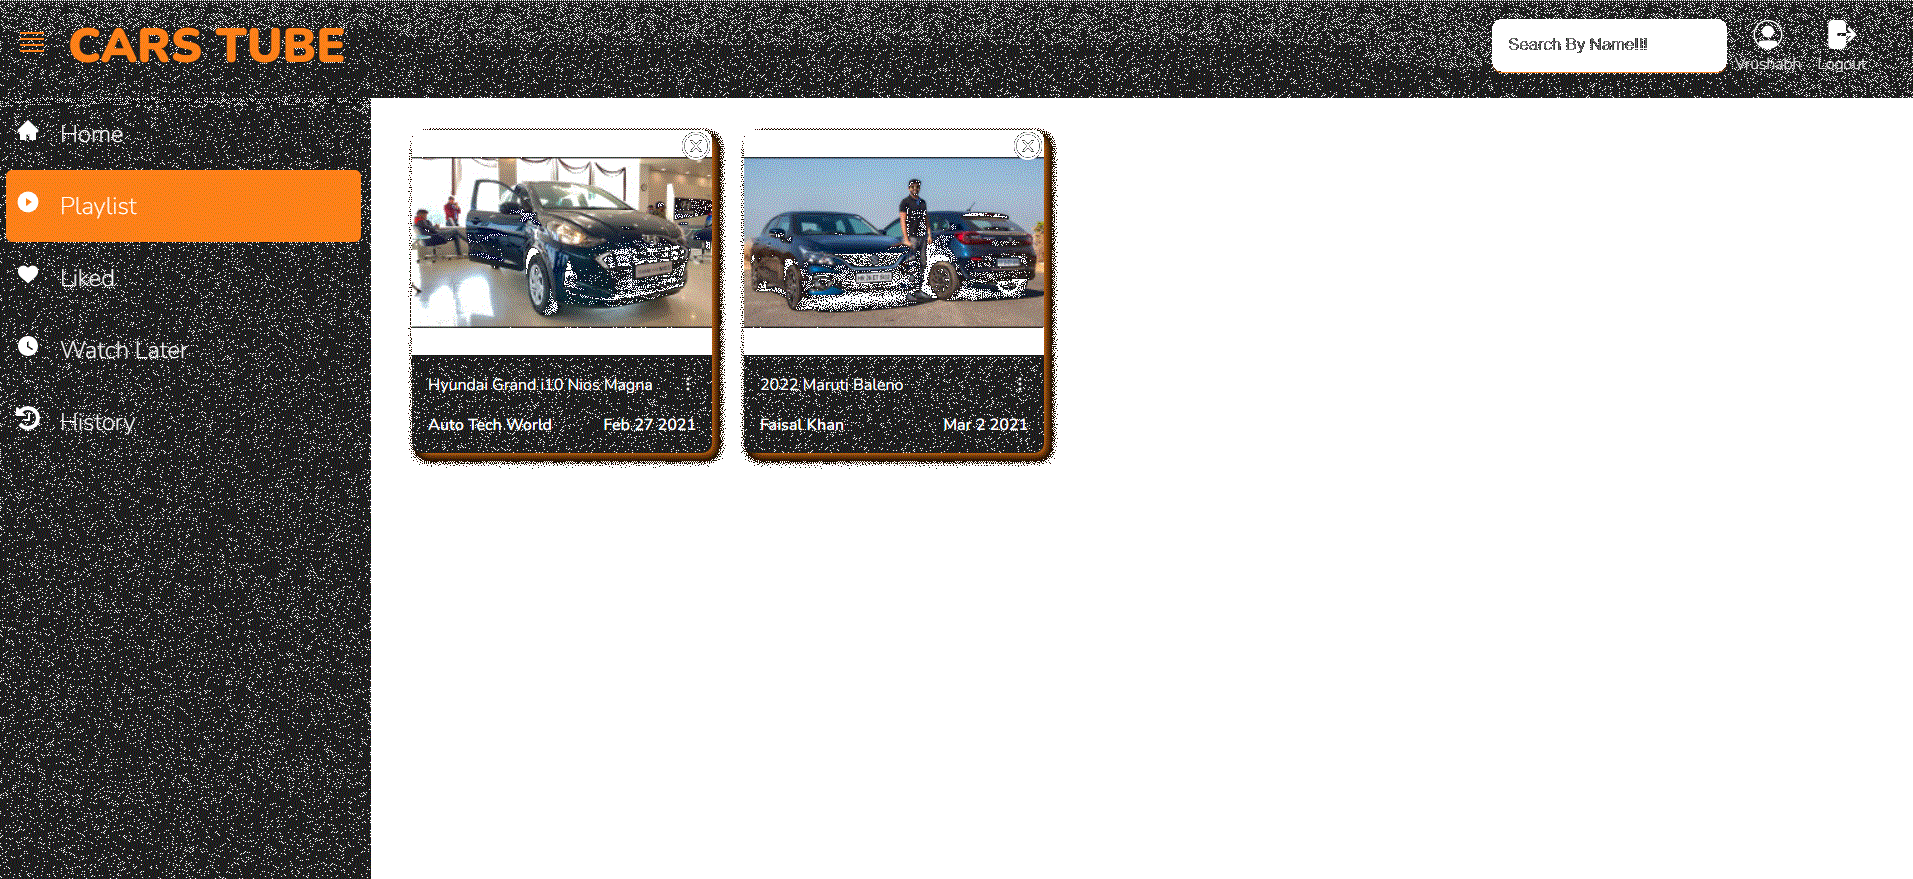 CARS TUBE
Search By Name!!!
Vrushabh
Logout
Home
Playlist
Liked
Watch Later
History
Hyundai Grand i10 Nios Magna
Auto Tech World
Feb 27 2021
2022 Maruti Baleno
Faisal Khan
Mar 2 2021